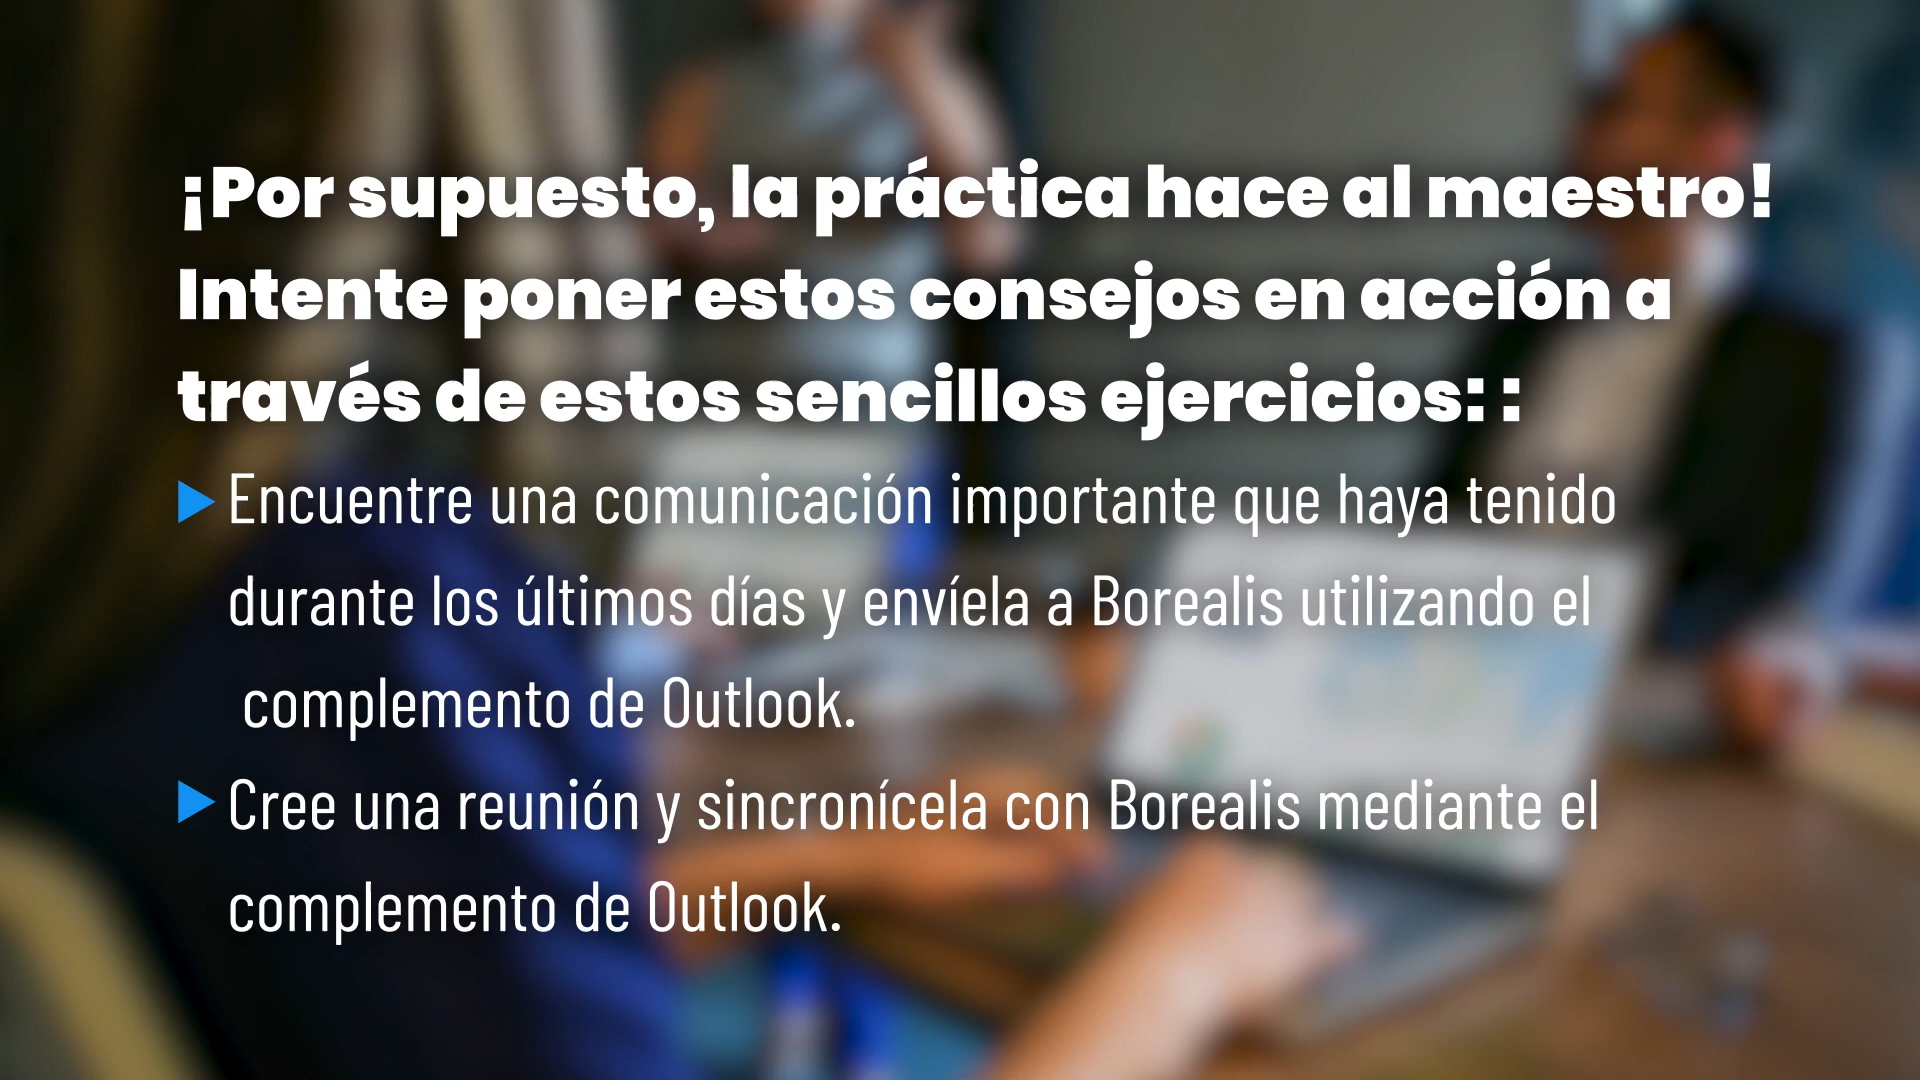 ¡Por supuesto, la práctica hace al maestro!
Intente poner estos consejos en acción a
través de estos sencillos ejercicios: :
Encuentre una comunicación importante que haya tenido
durante los últimos días y envíela a Borealis utilizando el
complemento de Outlook.
Cree una reunión y sincronícela con Borealis mediante el
complemento de Outlook.